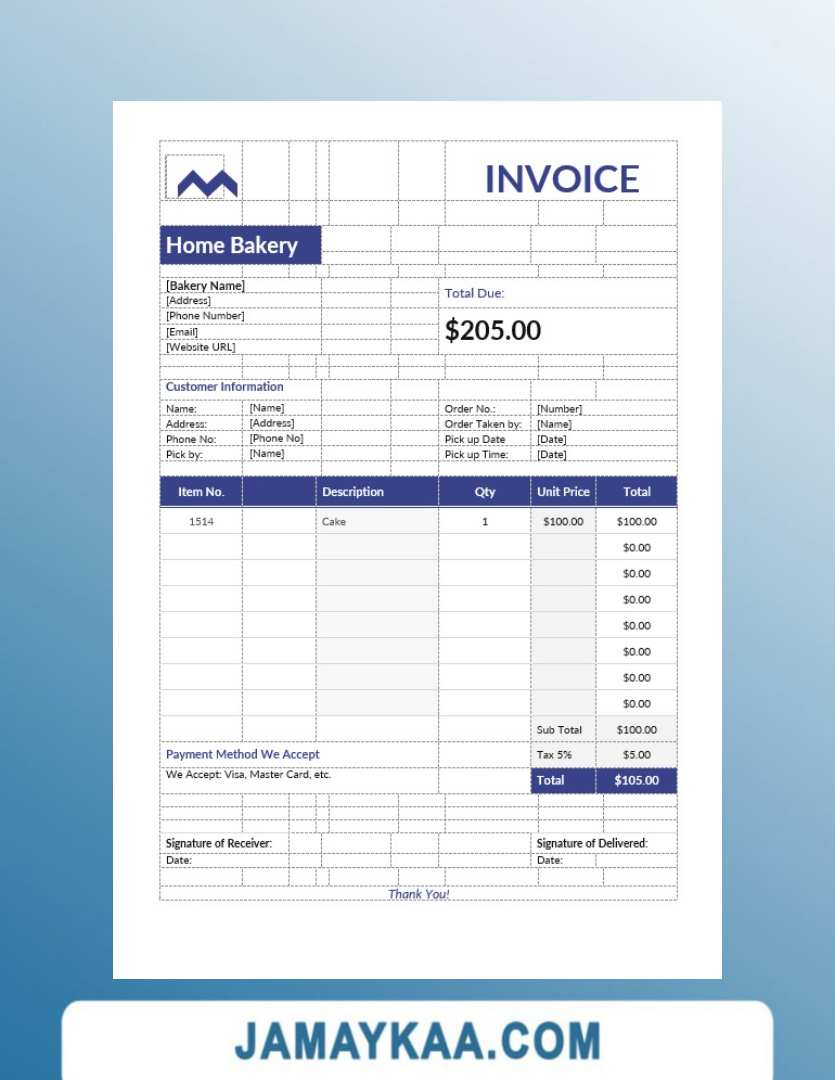 INVOICE
Home Bakery
[Bakery Name]
[Address]
[Phone Number]
[Email]
[Website URL]
Total Due:
$205.00
Customer Information
Name: [Name] Order No.: [Number]
Address: [Address] Order Taken by: [Name]
Phone No: [Phone No] Pick up Date [Date]
Pick by: [Name] Pick up Time: [Date]
Item No. Description Qty Unit Price Total
1514 Cake 1 $100.00 $100.00
$0.00
$0.00
$0.00
$0.00
$0.00
$0.00
$0.00
Sub Total $100.00
Payment Method We Accept Tax 5% $5.00
We Accept: Visa, Master Card, etc. Total $105.00
Signature of Receiver: Signature of Delivered:
Date: Date:
Thank You!
JAMAYKAA.COM